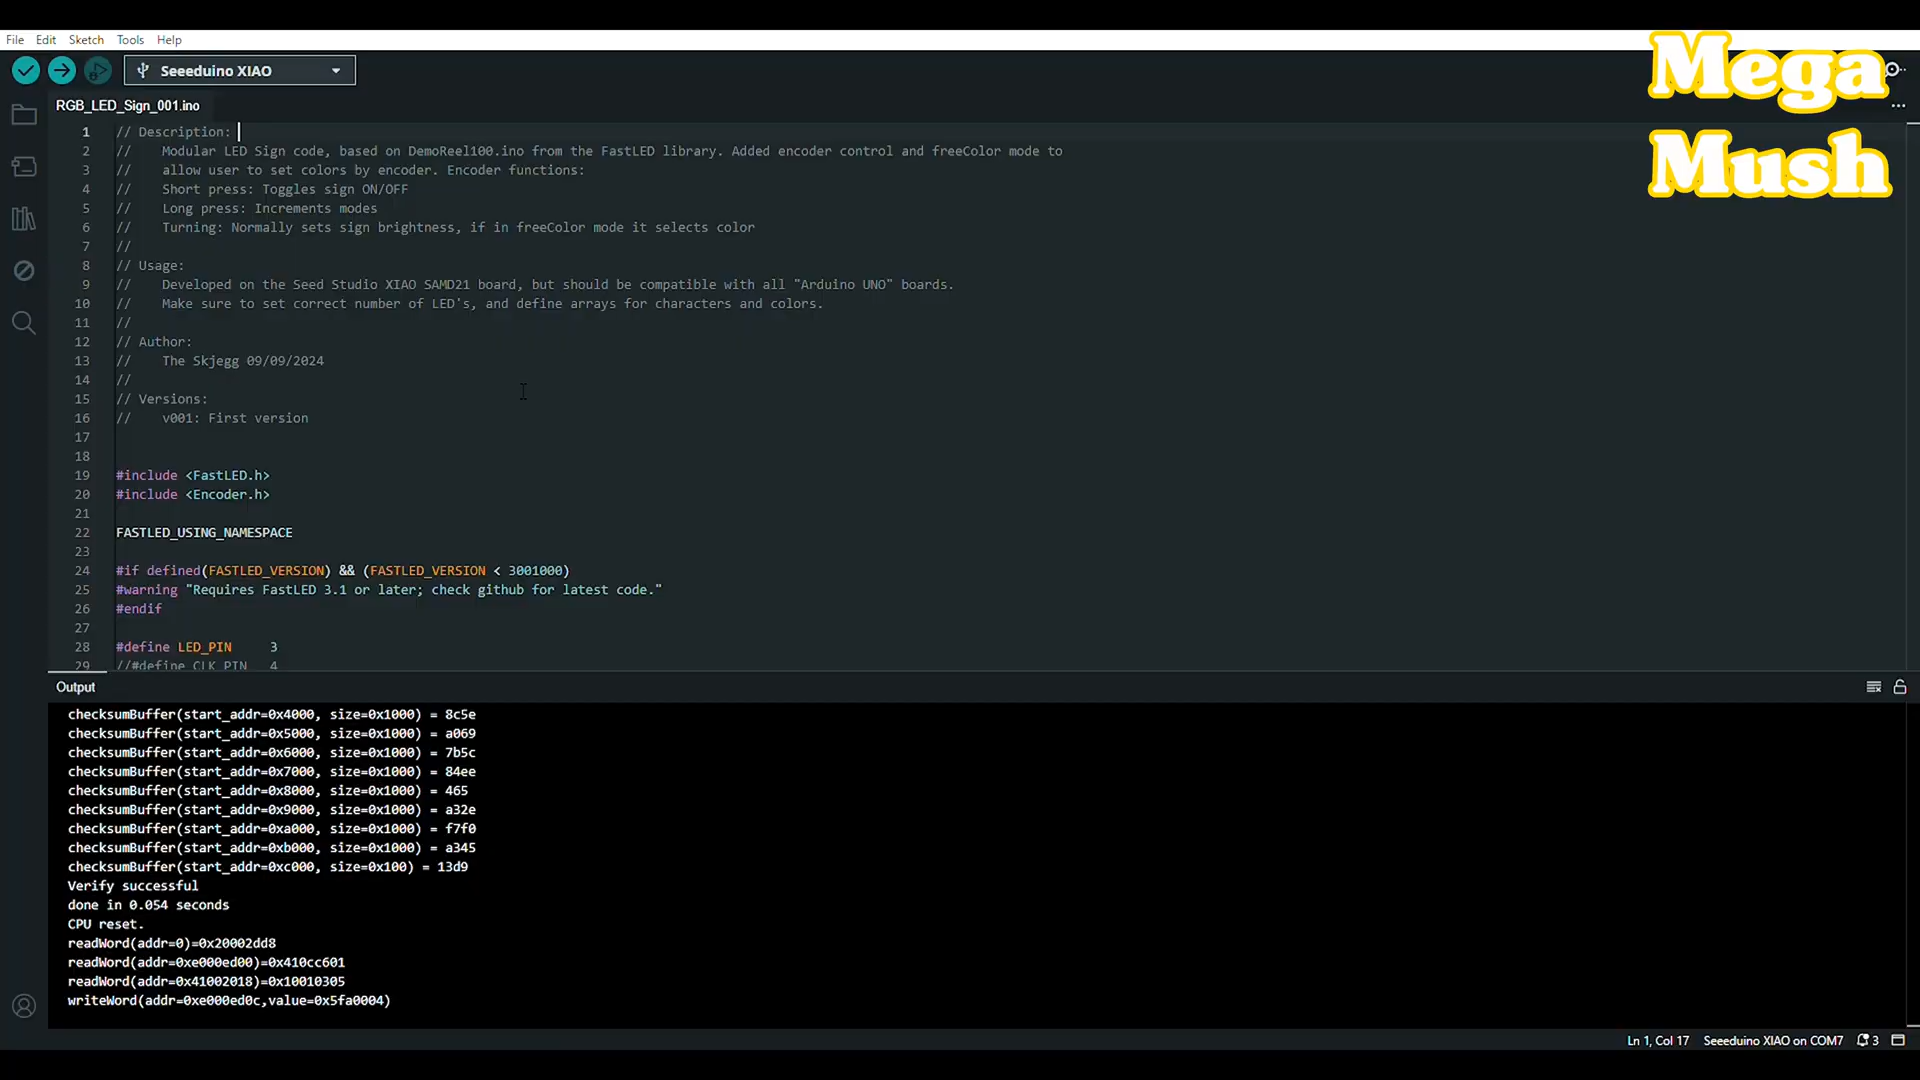 File Edit Sketch Tools Help
Seeeduino XIAO
Mega
Mush
RGB_LED_Sign_001.ino
1 // Description:
2 // Modular LED Sign code, based on DemoReel100.ino from the FastLED library. Added encoder control and freeColor mode to
3 // allow user to set colors by encoder. Encoder functions:
4 // Short press: Toggles sign ON/OFF
5 // Long press: Increments modes
6 // Turning: Normally sets sign brightness, if in freeColor mode it selects color
7 //
8 // Usage:
9 // Developed on the Seed Studio XIAO SAMD21 board, but should be compatible with all "Arduino UNO" boards.
10 // Make sure to set correct number of LED's, and define arrays for characters and colors.
11 //
12 // Author:
13 // The Skjegg 09/09/2024
14 //
15 // Versions:
16 // v001: First version
17
18
19 #include <FastLED.h>
20 #include <Encoder.h>
21
22 FASTLED_USING_NAMESPACE
23
24 #if defined(FASTLED_VERSION) && (FASTLED_VERSION < 3001000)
25 #warning "Requires FastLED 3.1 or later; check github for latest code."
26 #endif
27
28 #define LED_PIN 3
29 //#define CLK_PIN 4
Output
checksumBuffer(start_addr=0x4000, size=0x1000) = 8c5e
checksumBuffer(start_addr=0x5000, size=0x1000) = a069
checksumBuffer(start_addr=0x6000, size=0x1000) = 7b5c
checksumBuffer(start_addr=0x7000, size=0x1000) = 84ee
checksumBuffer(start_addr=0x8000, size=0x1000) = 465
checksumBuffer(start_addr=0x9000, size=0x1000) = a32e
checksumBuffer(start_addr=0xa000, size=0x1000) = f7f0
checksumBuffer(start_addr=0xb000, size=0x1000) = a345
checksumBuffer(start_addr=0xc000, size=0x100) = 13d9
Verify successful
done in 0.054 seconds
CPU reset.
readWord(addr=0)=0x20002dd8
readWord(addr=0xe000ed00)=0x410cc601
readWord(addr=0x41002018)=0x10010305
writeWord(addr=0xe000ed0c,value=0x5fa0004)
Ln 1, Col 17 Seeeduino XIAO on COM7 3